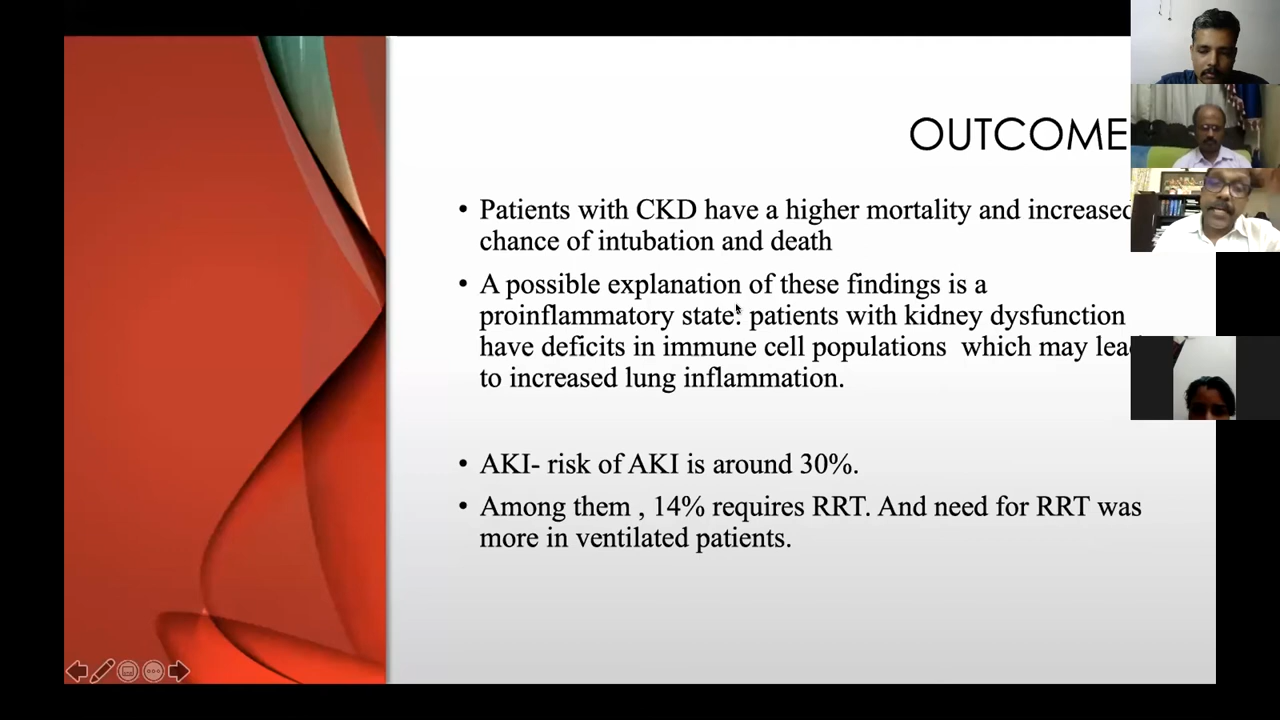 OUTCOME
• Patients with CKD have a higher mortality and increased
chance of intubation and death
• A possible explanation of these findings is a
proinflammatory state: patients with kidney dysfunction
have deficits in immune cell populations which may lead
to increased lung inflammation.
• AKI- risk of AKI is around 30%.
• Among them , 14% requires RRT. And need for RRT was
more in ventilated patients.